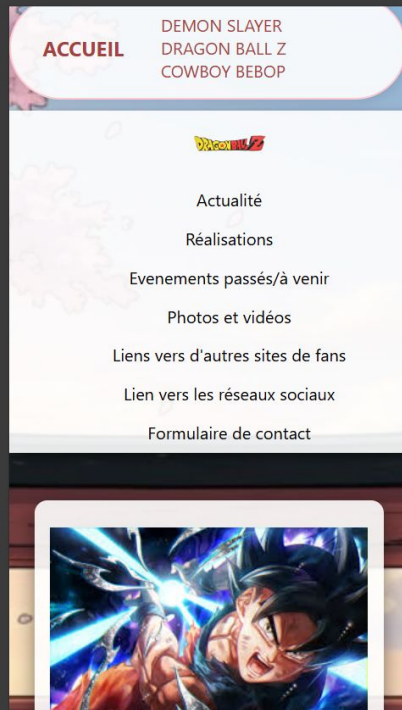 ACCUEIL
DEMON SLAYER
DRAGON BALL Z
COWBOY BEBOP
DRAGON BALL Z
Actualité
Réalisations
Evenements passés/à venir
Photos et vidéos
Liens vers d'autres sites de fans
Lien vers les réseaux sociaux
Formulaire de contact